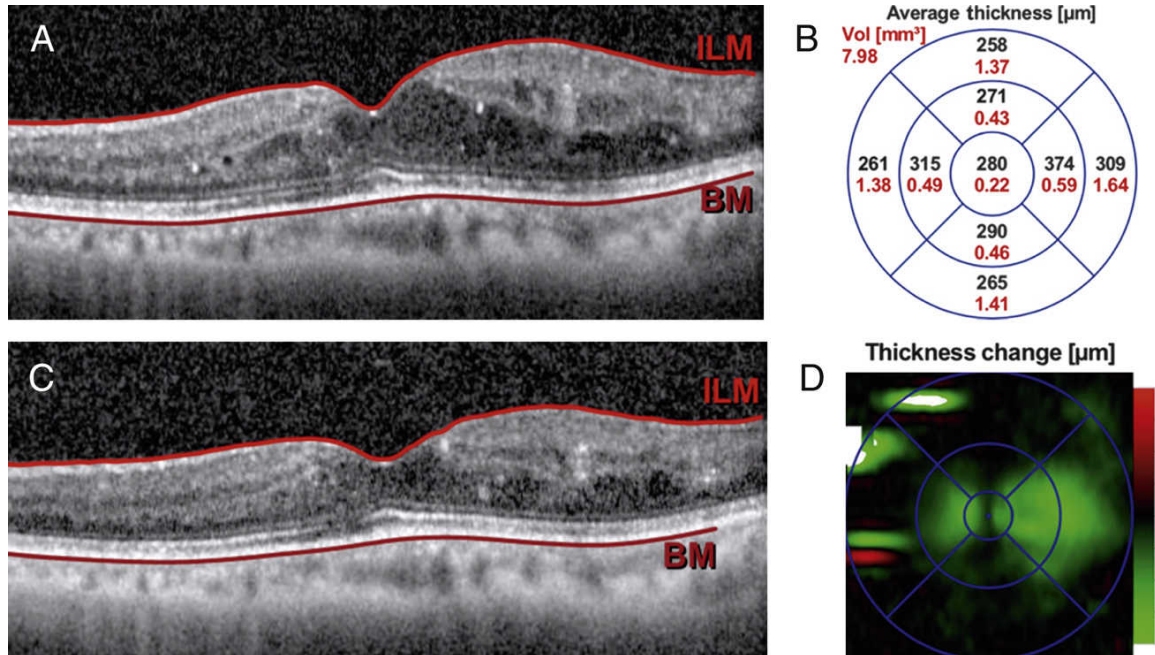 A
ILM
BM
B
Average thickness [µm]
Vol [mm³]
7.98
258
1.37
271
0.43
261 315 280 374 309
1.38 0.49 0.22 0.59 1.64
290
0.46
265
1.41
C
ILM
BM
Thickness change [µm]
D